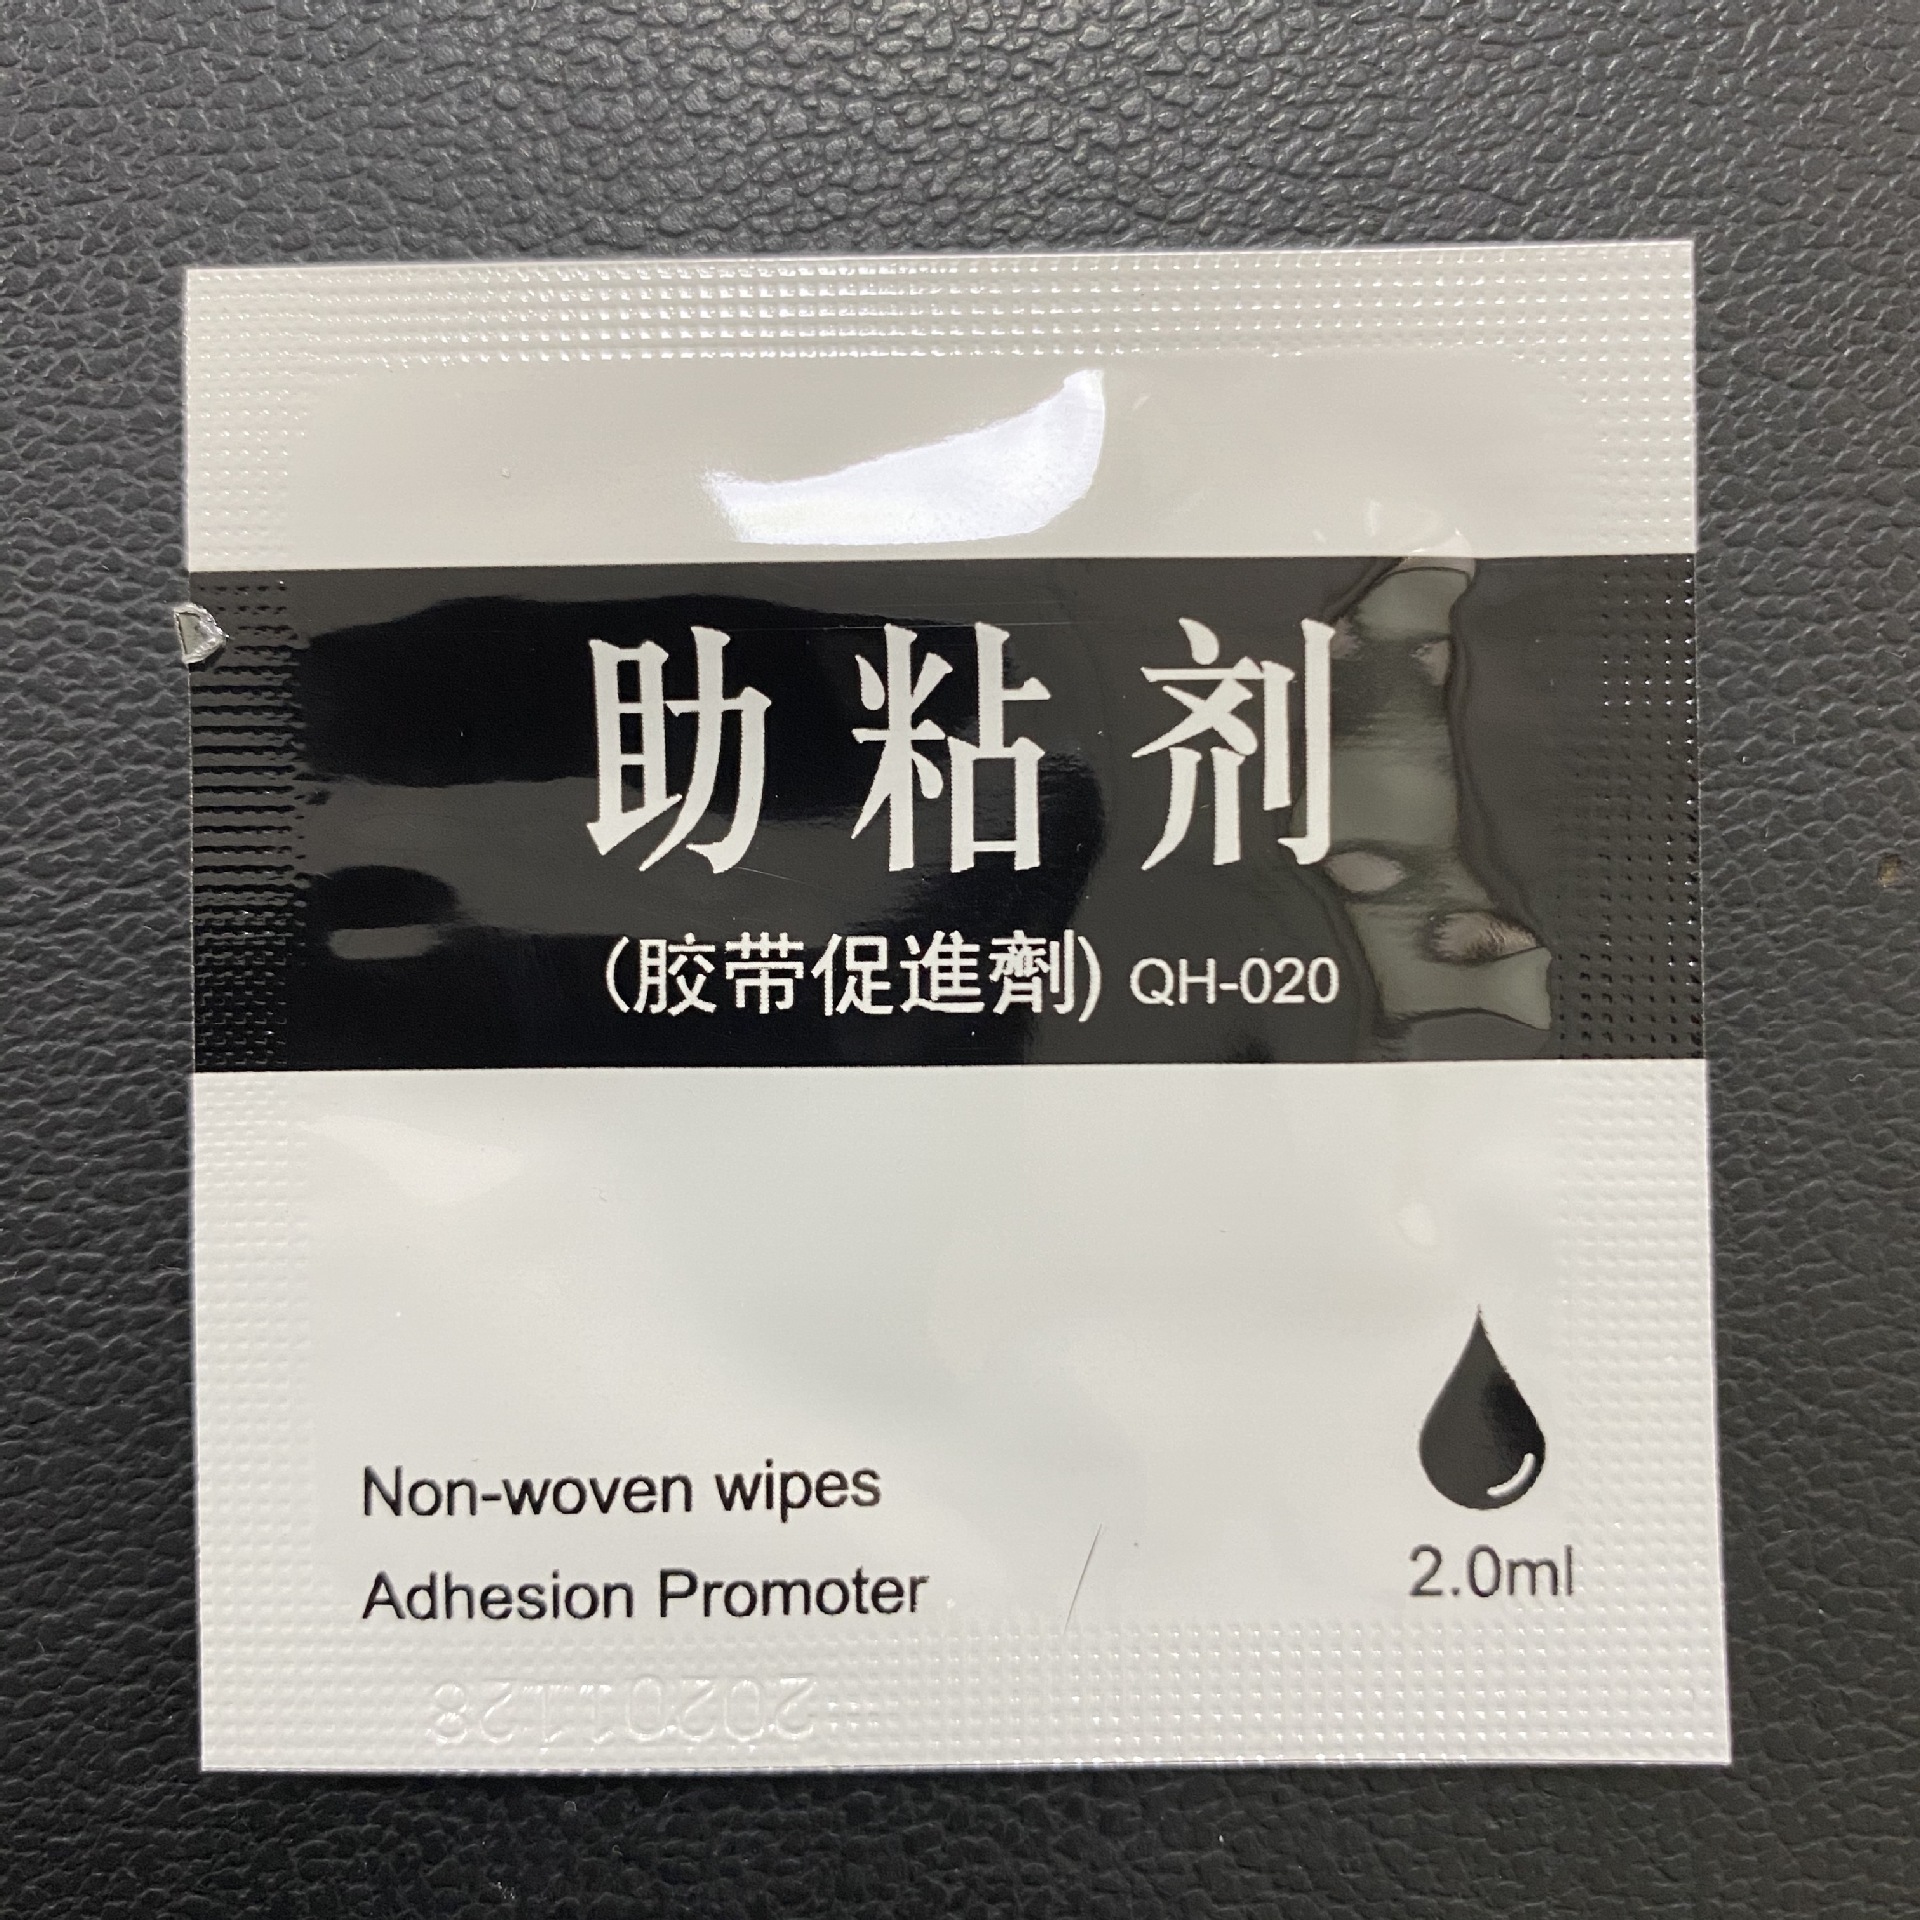 助粘剂
(胶带促進劑) QH-020
Non-woven wipes
Adhesion Promoter
2.0ml
20201128